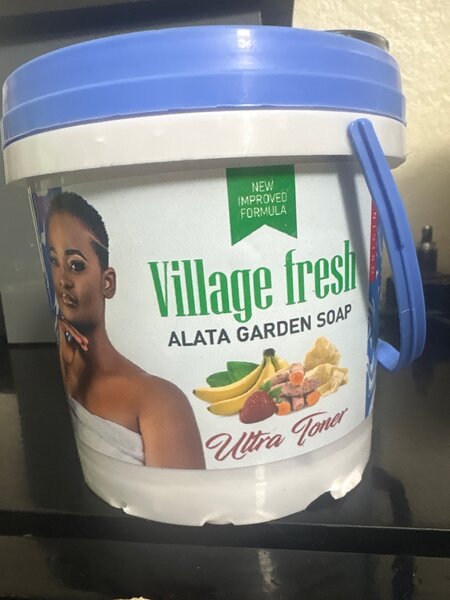 NEW
IMPROVED
FORMULA
Village fresh
ALATA GARDEN SOAP
Ultra Toner